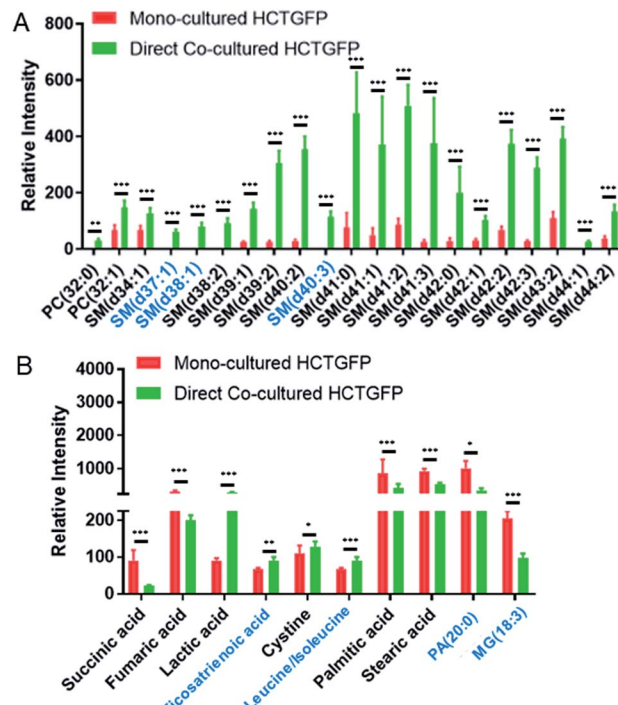 A
800
Mono-cultured HCTGFP
Direct Co-cultured HCTGFP
600
400
200
0
Relative Intensity
** *** *** *** *** *** *** *** *** *** *** *** *** *** *** *** *** *** *** *** ***
PC(32:0)
PC(32:1)
SM(d34:1)
SM(d37:1)
SM(d38:1)
SM(d38:2)
SM(d39:1)
SM(d39:2)
SM(d40:2)
SM(d40:3)
SM(d41:0)
SM(d41:1)
SM(d41:2)
SM(d41:3)
SM(d42:0)
SM(d42:1)
SM(d42:2)
SM(d42:3)
SM(d43:2)
SM(d44:1)
SM(d44:2)
B
4000
Mono-cultured HCTGFP
Direct Co-cultured HCTGFP
3000
2000
1000
200
100
0
Relative Intensity
*** *** *** ** * *** *** *** * ***
Succinic acid
Fumaric acid
Lactic acid
icosatrienoic acid
Cystine
Leucine/Isoleucine
Palmitic acid
Stearic acid
PA(20:0)
MG(18:3)